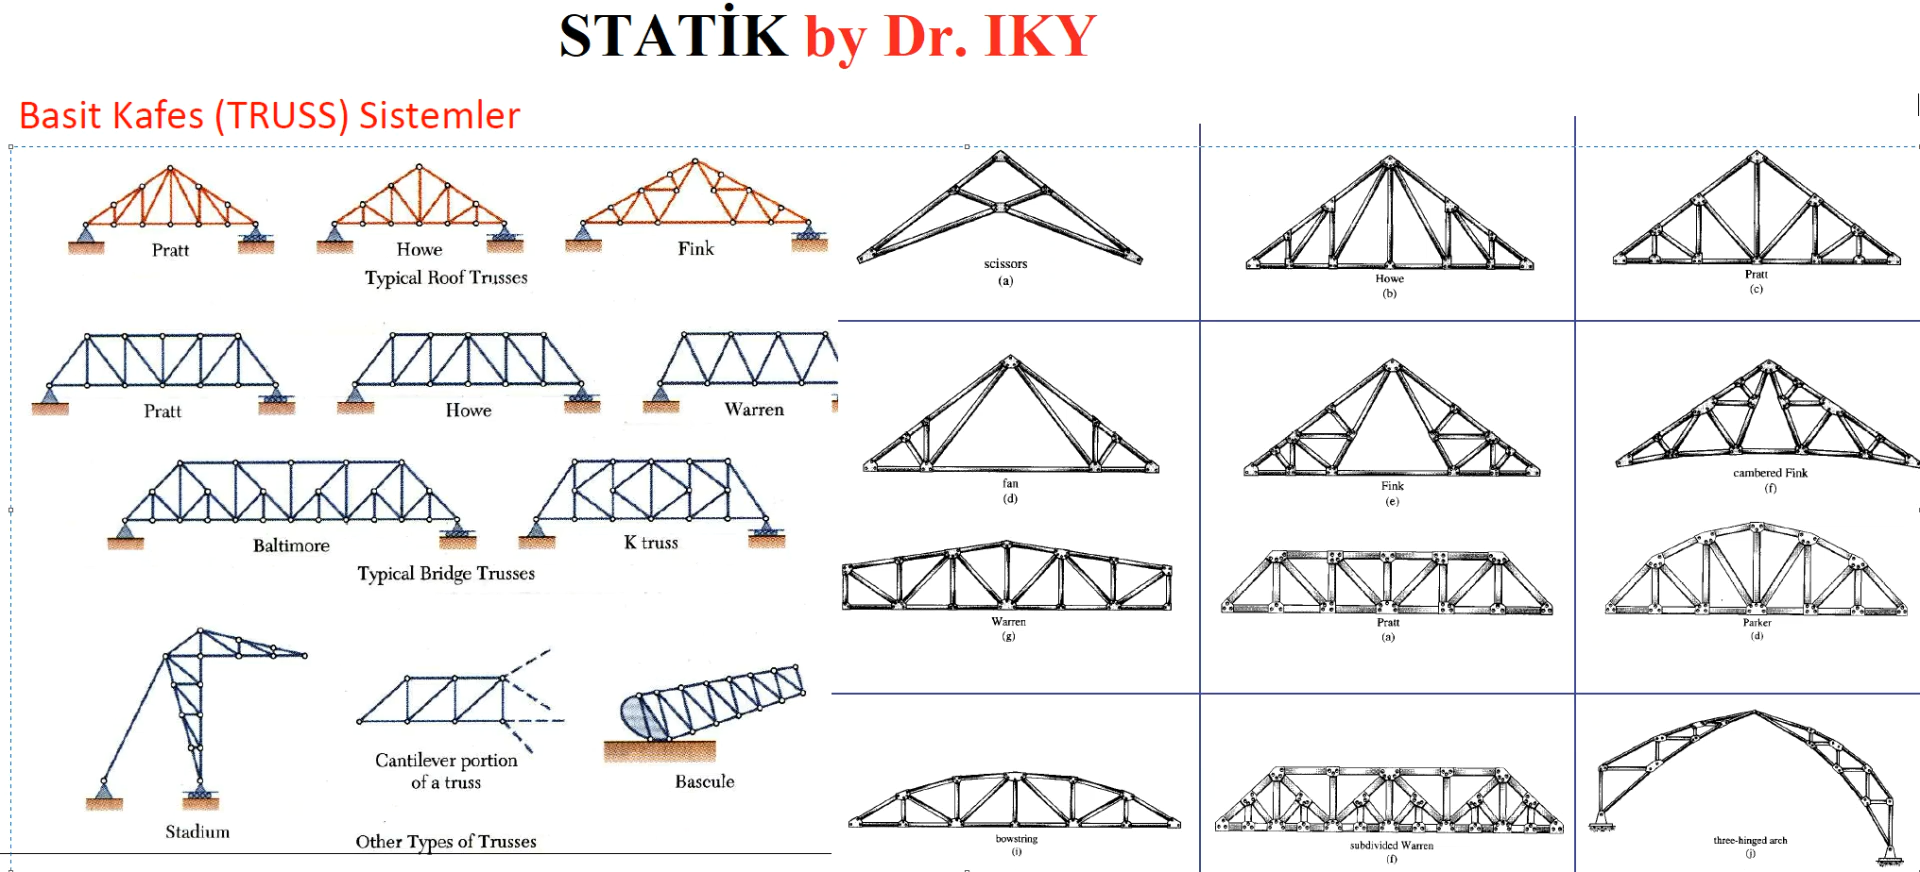 STATİK by Dr. IKY
Basit Kafes (TRUSS) Sistemler
Pratt
Howe
Fink
Typical Roof Trusses
Pratt
Howe
Warren
Baltimore
K truss
Typical Bridge Trusses
Stadium
Cantilever portion
of a truss
Bascule
Other Types of Trusses
scissors
(a)
Howe
(b)
Pratt
(c)
fan
(d)
Fink
(e)
cambered Fink
(f)
Warren
(g)
Pratt
(a)
Parker
(d)
bowstring
(i)
subdivided Warren
(f)
three-hinged arch
(j)